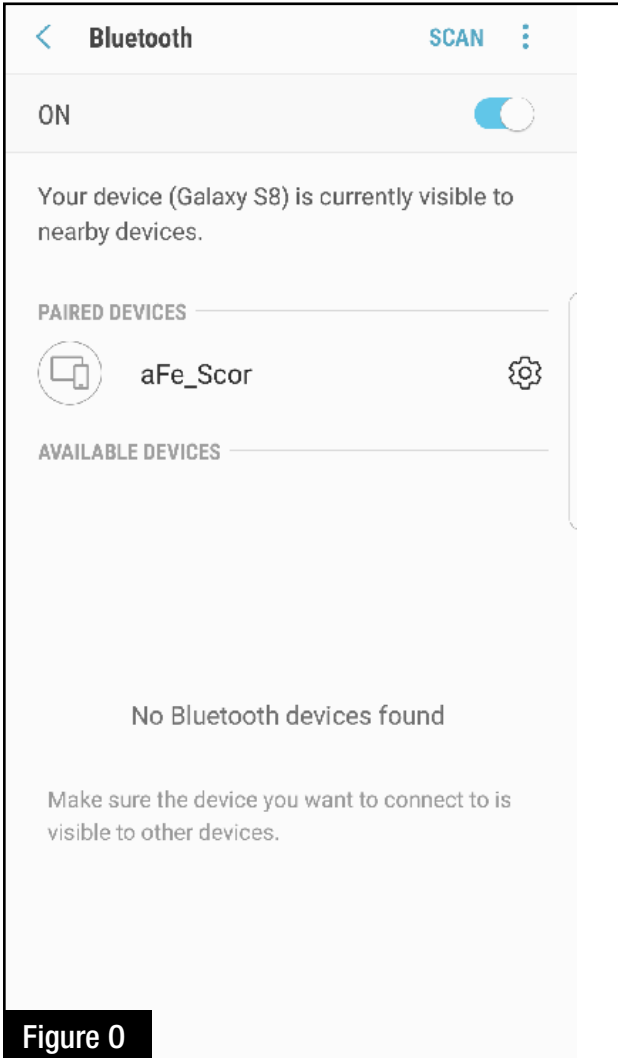 Bluetooth
SCAN
ON
Your device (Galaxy S8) is currently visible to
nearby devices.
PAIRED DEVICES
aFe_Scor
AVAILABLE DEVICES
No Bluetooth devices found
Make sure the device you want to connect to is
visible to other devices.
Figure O